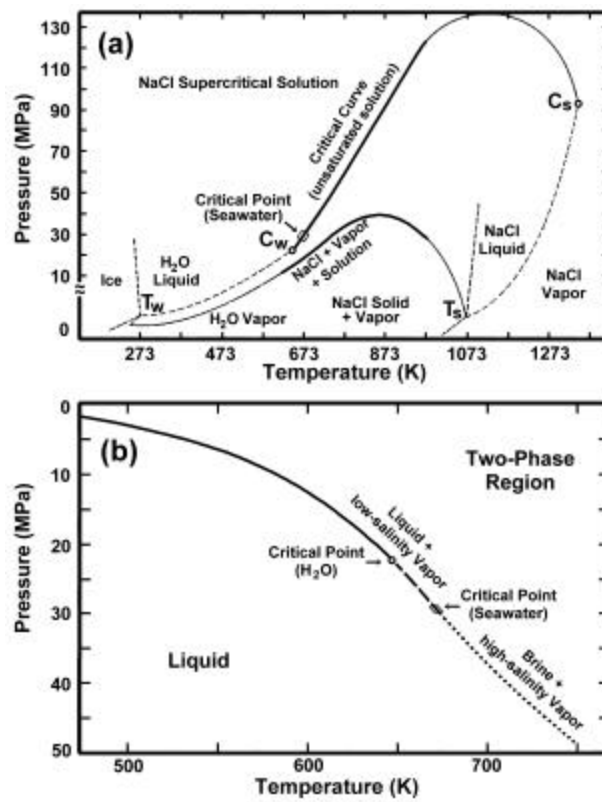 (a)
130
110
90
70
50
30
10
0
Pressure (MPa)
NaCl Supercritical Solution
Critical Curve
(unsaturated solution)
Cs
Critical Point
(Seawater)
Cw
NaCl + Vapor
+ Solution
NaCl
Liquid
NaCl
Vapor
Ice
H2O
Liquid
Tw
H2O Vapor
NaCl Solid
+ Vapor
Ts
273 473 673 873 1073 1273
Temperature (K)
(b)
0
10
20
30
40
50
Pressure (MPa)
Two-Phase
Region
Liquid +
low-salinity Vapor
Critical Point
(H2O)
Critical Point
(Seawater)
Brine +
high-salinity Vapor
Liquid
500 600 700
Temperature (K)